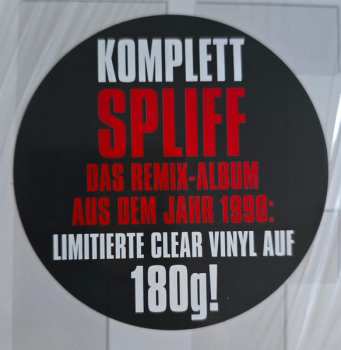 KOMPLETT
SPLIFF
DAS REMIX-ALBUM
AUS DEM JAHR 1990:
LIMITIERTE CLEAR VINYL AUF
180g!